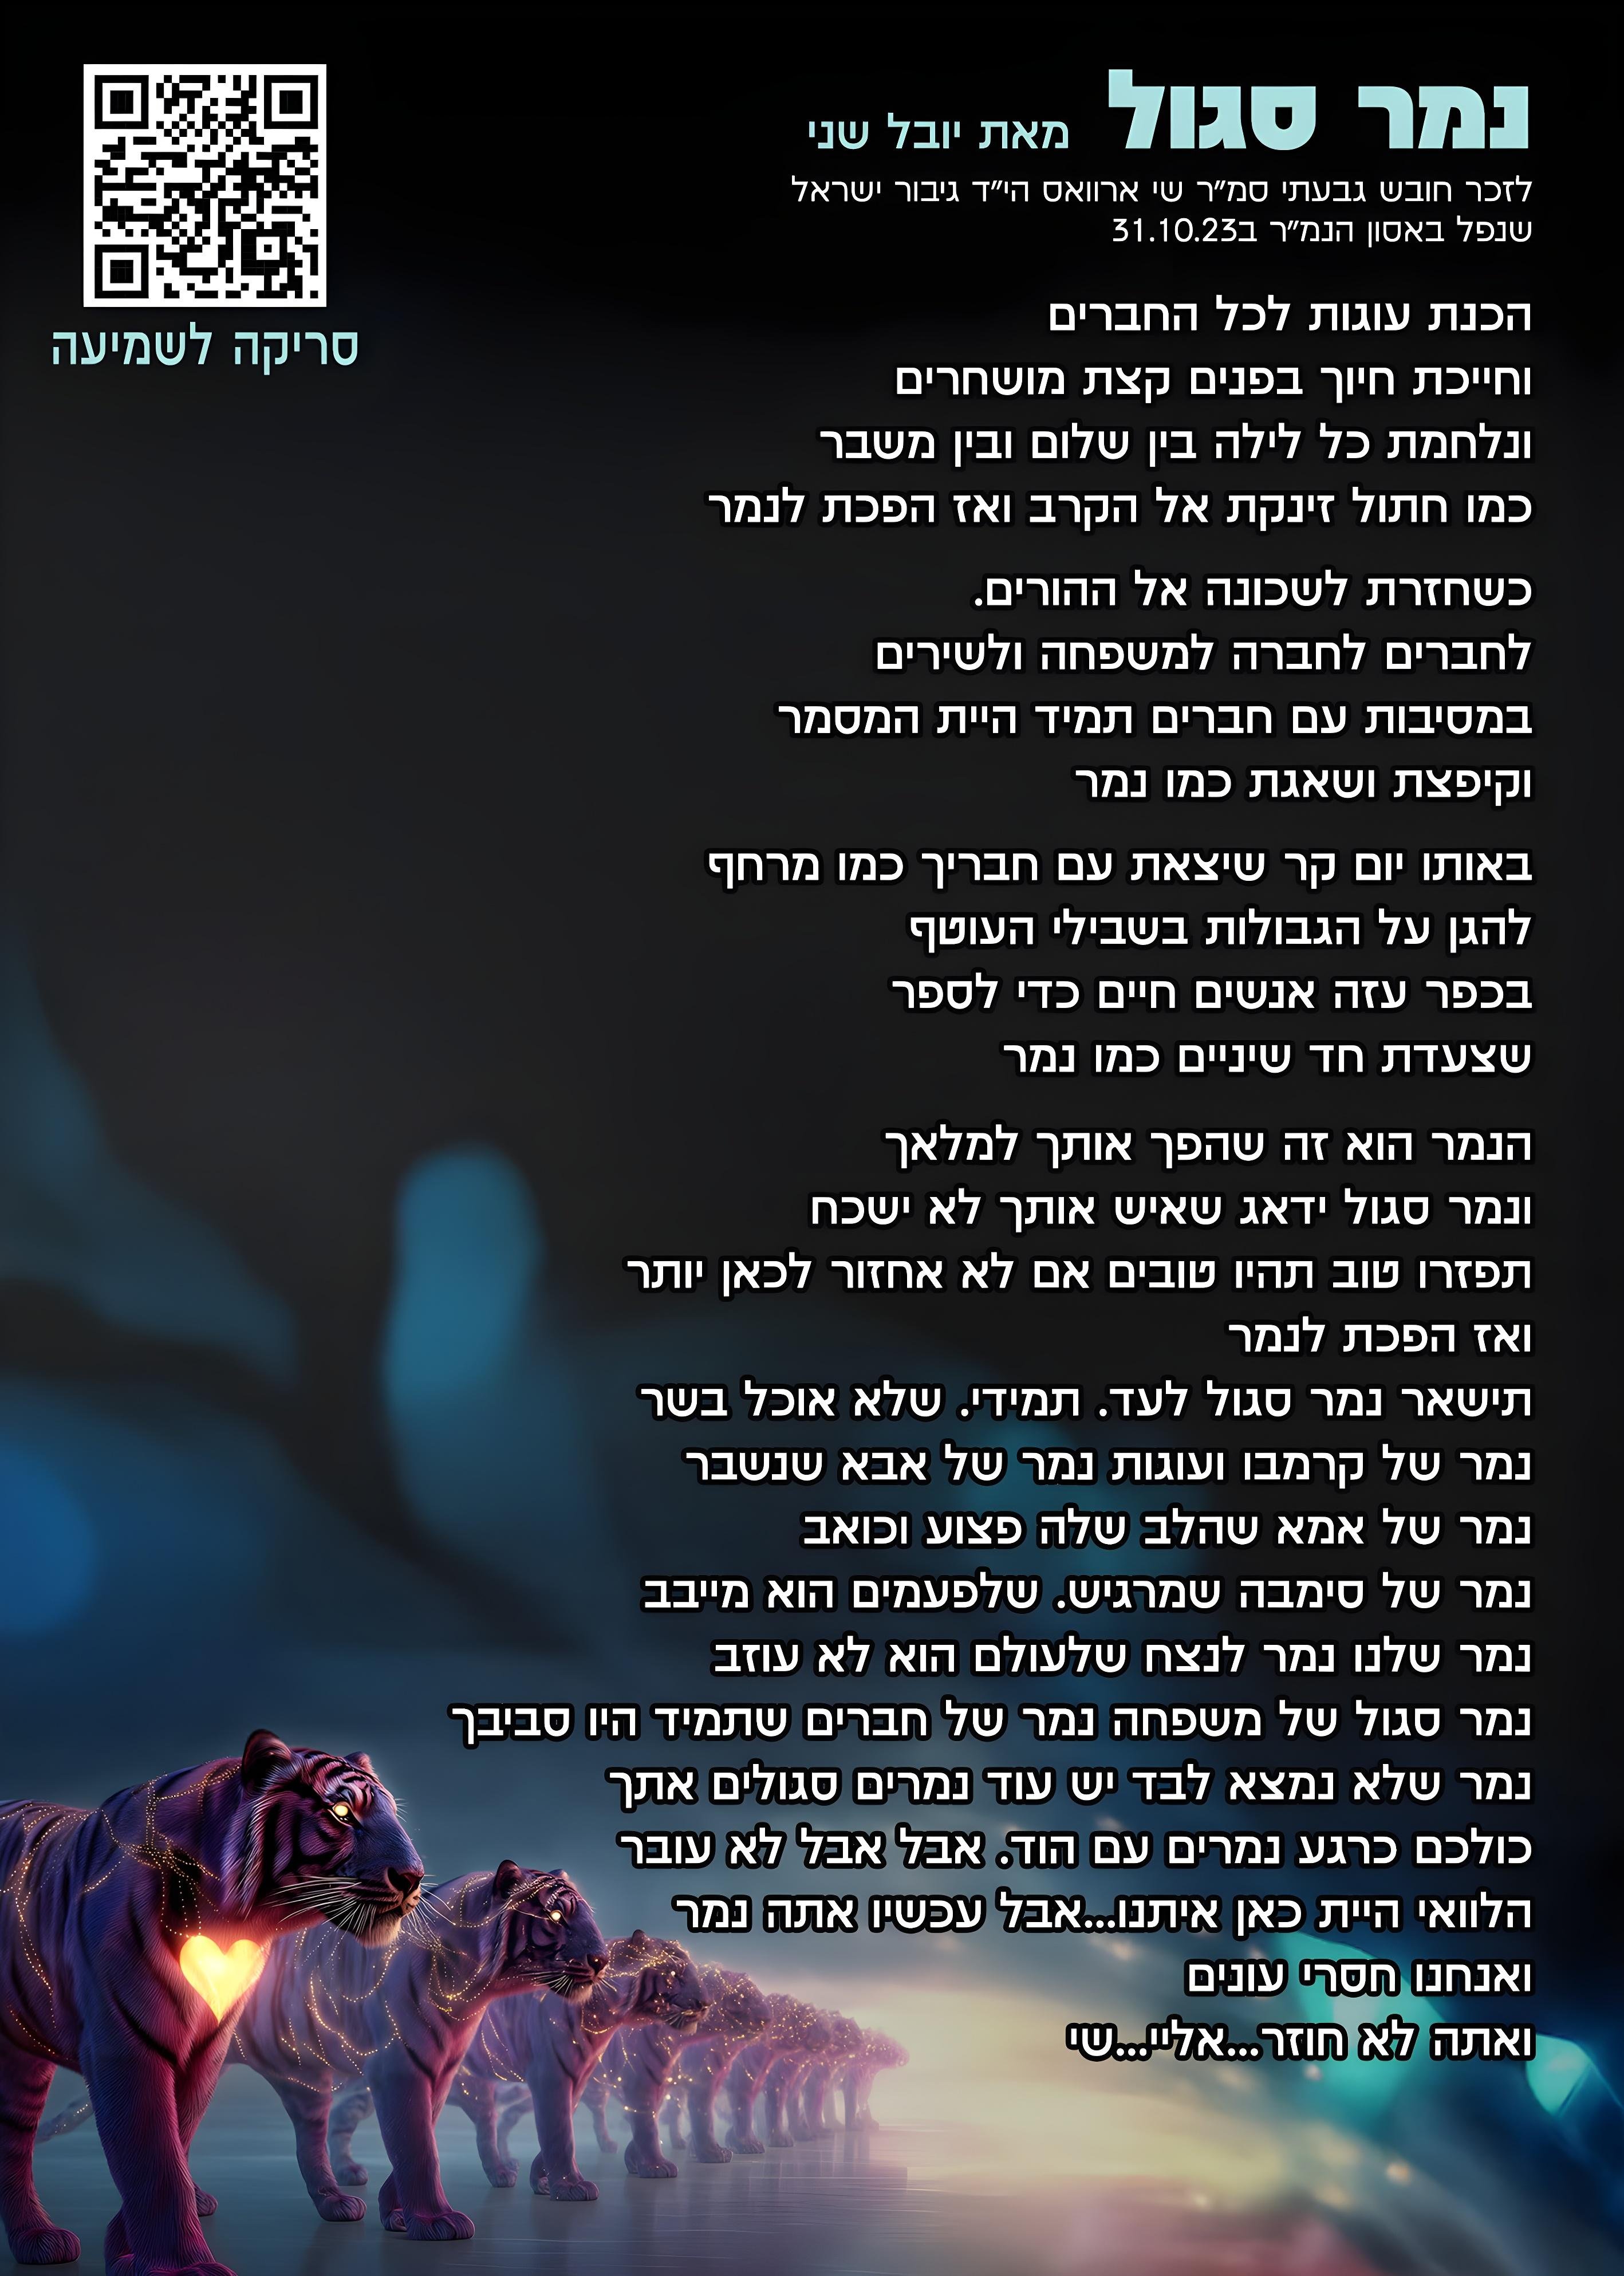 נמר סגול מאת יובל שני
לזכר חובש גבעתי סמ״ר שי ארוואס הי״ד גיבור ישראל
שנפל באסון הנמ״ר ב31.10.23
סריקה לשמיעה
הכנת עוגות לכל החברים
וחייכת חיוך בפנים קצת מושחרים
ונלחמת כל לילה בין שלום ובין משבר
כמו חתול זינקת אל הקרב ואז הפכת לנמר
כשחזרת לשכונה אל ההורים.
לחברים לחברה למשפחה ולשירים
במסיבות עם חברים תמיד היית המסמר
וקיפצת ושאגת כמו נמר
באותו יום קר שיצאת עם חבריך כמו מרחף
להגן על הגבולות בשבילי העוטף
בכפר עזה אנשים חיים כדי לספר
שצעדת חד שיניים כמו נמר
הנמר הוא זה שהפך אותך למלאך
ונמר סגול ידאג שאיש אותך לא ישכח
תפזרו טוב תהיו טובים אם לא אחזור לכאן יותר
ואז הפכת לנמר
תישאר נמר סגול לעד. תמידי. שלא אוכל בשר
נמר של קרמבו ועוגות נמר של אבא שנשבר
נמר של אמא שהלב שלה פצוע וכואב
נמר של סימבה שמרגיש. שלפעמים הוא מייבב
נמר שלנו נמר לנצח שלעולם הוא לא עוזב
נמר סגול של משפחה נמר של חברים שתמיד היו סביבך
נמר שלא נמצא לבד יש עוד נמרים סגולים אתך
כולכם כרגע נמרים עם הוד. אבל אבל לא עובר
הלוואי היית כאן איתנו...אבל עכשיו אתה נמר
ואנחנו חסרי עונים
ואתה לא חוזר...אליי...שי